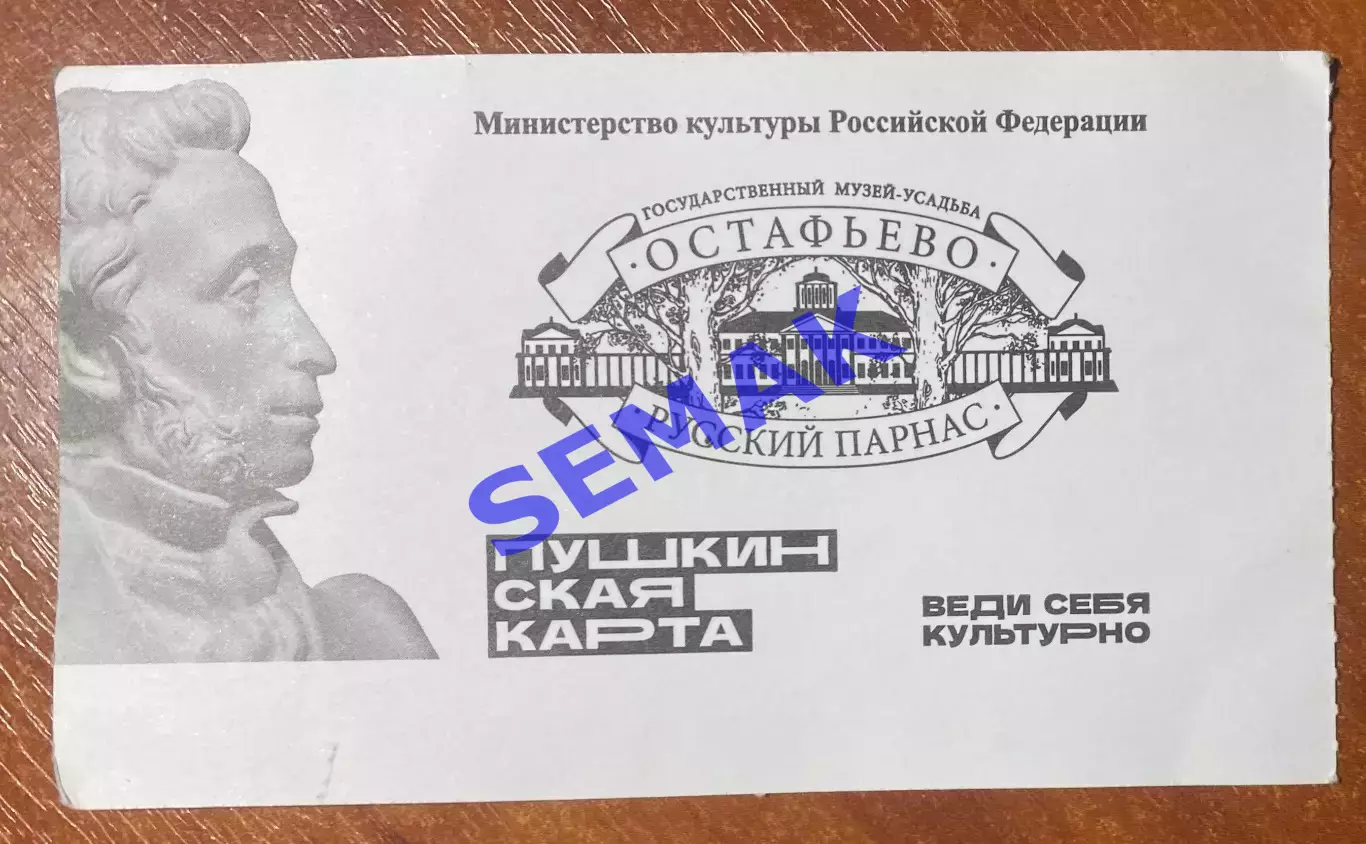 Министерство культуры Российской Федерации
ГОСУДАРСТВЕННЫЙ МУЗЕЙ-УСАДЬБА
· ОСТАФЬЕВО ·
· РУССКИЙ ПАРНАС ·
SEMAK
ПУШКИН
СКАЯ
КАРТА
ВЕДИ СЕБЯ
КУЛЬТУРНО